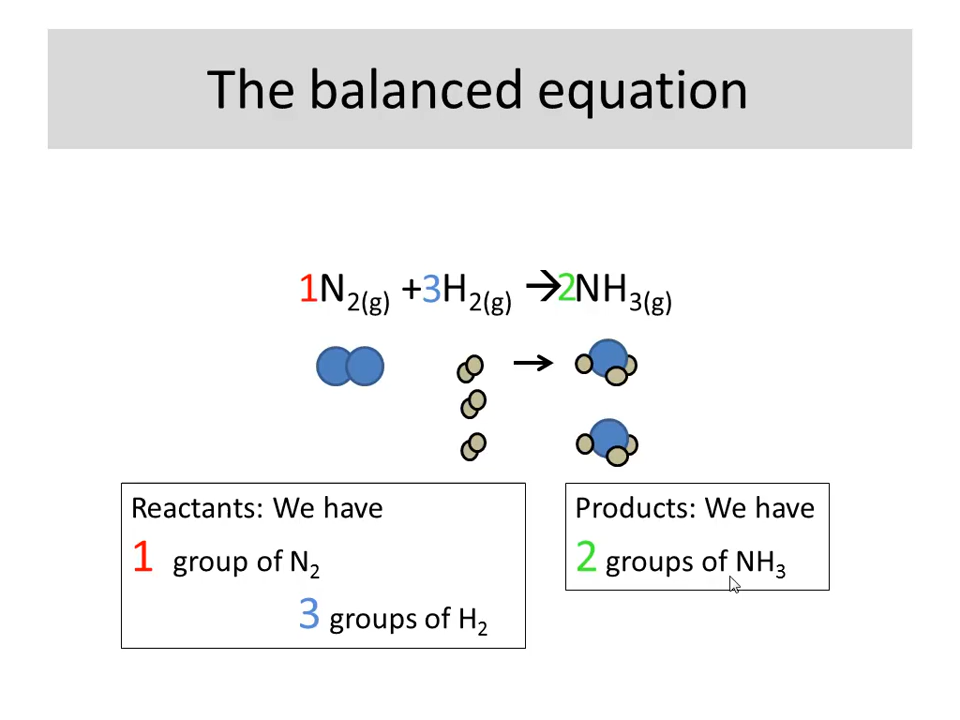 The balanced equation
1N₂(g) +3H₂(g) →2NH₃(g)
Reactants: We have
1 group of N₂
3 groups of H₂
Products: We have
2 groups of NH₃